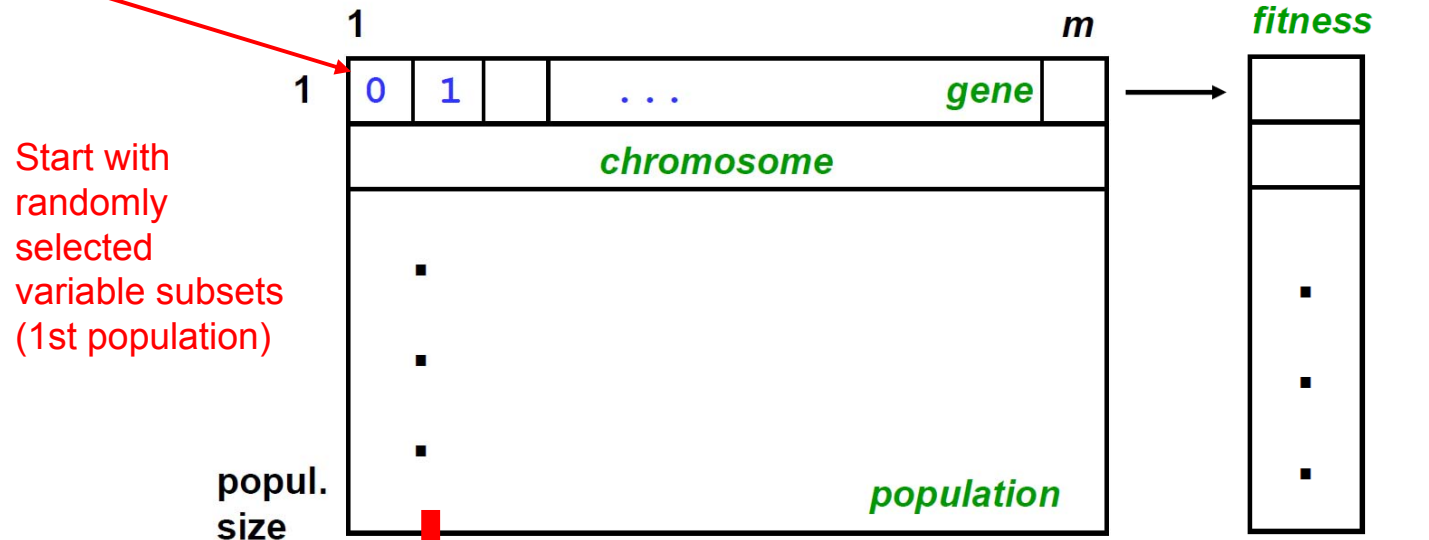 1 m fitness
1 0 1 ... gene
chromosome
Start with
randomly
selected
variable subsets
(1st population)
popul.
size
population